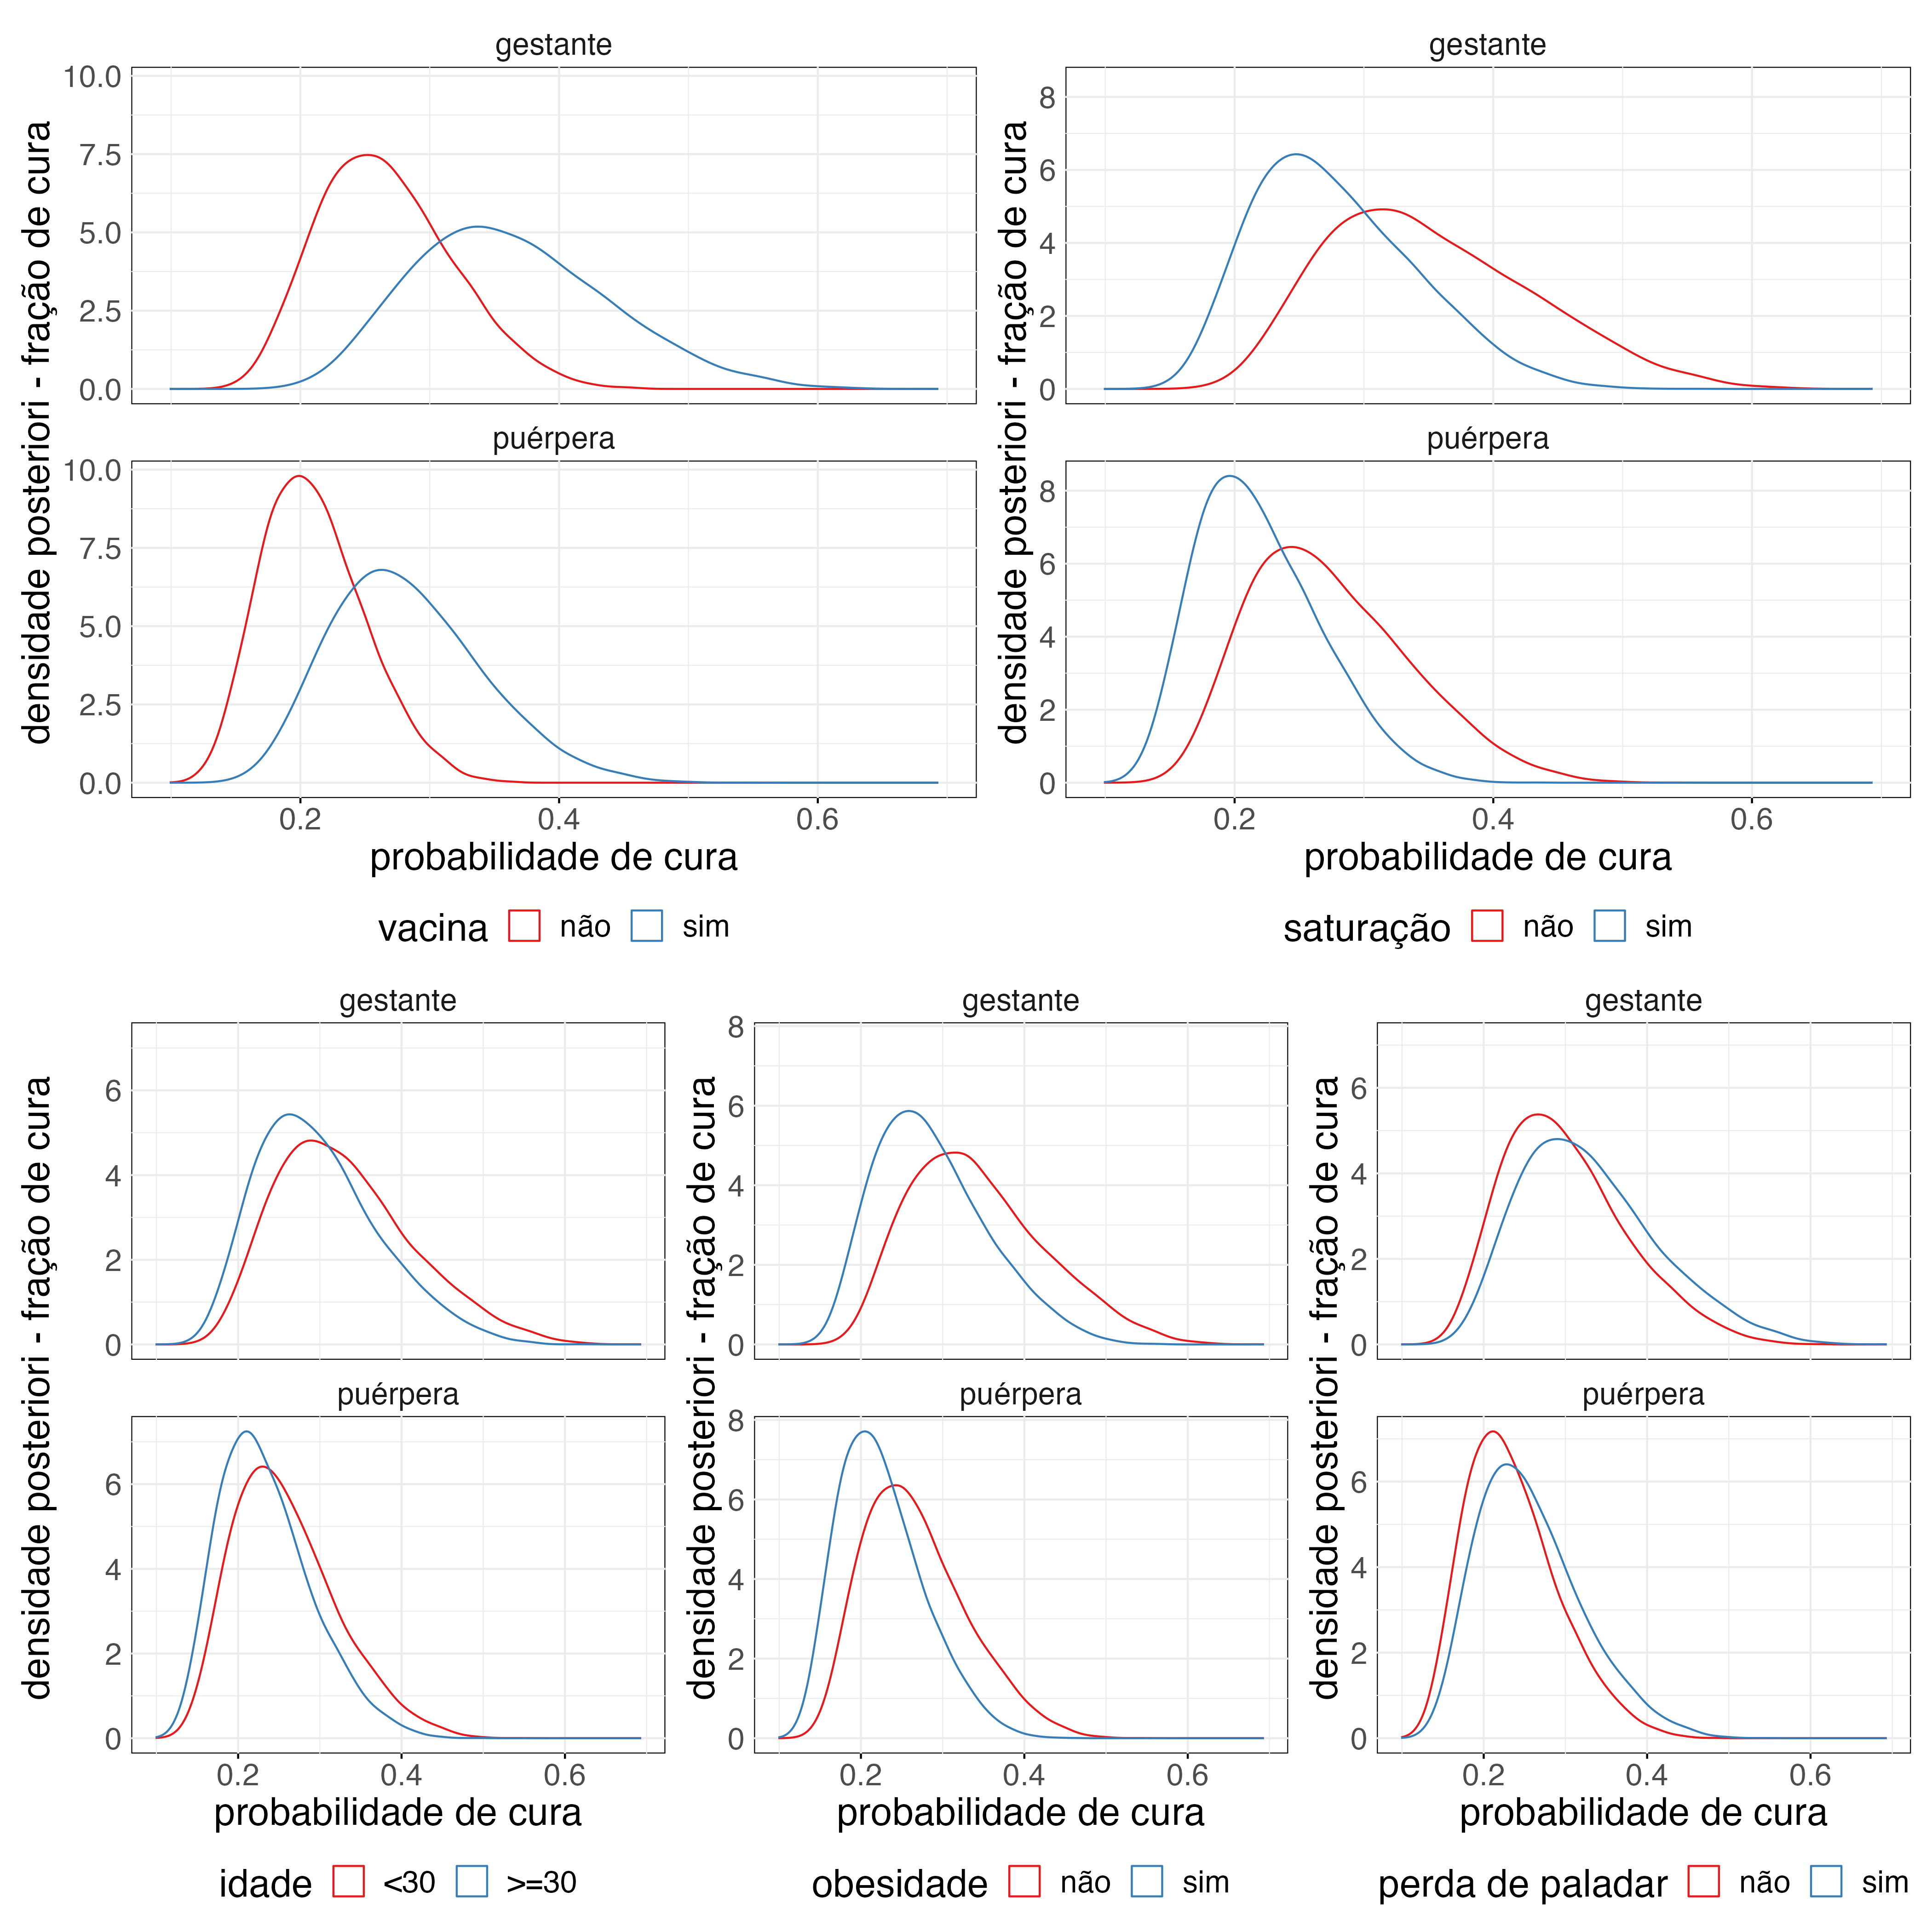 gestante
densidade posteriori - fração de cura
10.0
7.5
5.0
2.5
0.0
puérpera
10.0
7.5
5.0
2.5
0.0
0.2 0.4 0.6
probabilidade de cura
vacina não sim
gestante
densidade posteriori - fração de cura
8
6
4
2
0
puérpera
8
6
4
2
0
0.2 0.4 0.6
probabilidade de cura
saturação não sim
gestante
densidade posteriori - fração de cura
6
4
2
0
puérpera
6
4
2
0
0.2 0.4 0.6
probabilidade de cura
idade <30 >=30
gestante
densidade posteriori - fração de cura
8
6
4
2
0
puérpera
8
6
4
2
0
0.2 0.4 0.6
probabilidade de cura
obesidade não sim
gestante
densidade posteriori - fração de cura
6
4
2
0
puérpera
6
4
2
0
0.2 0.4 0.6
probabilidade de cura
perda de paladar não sim